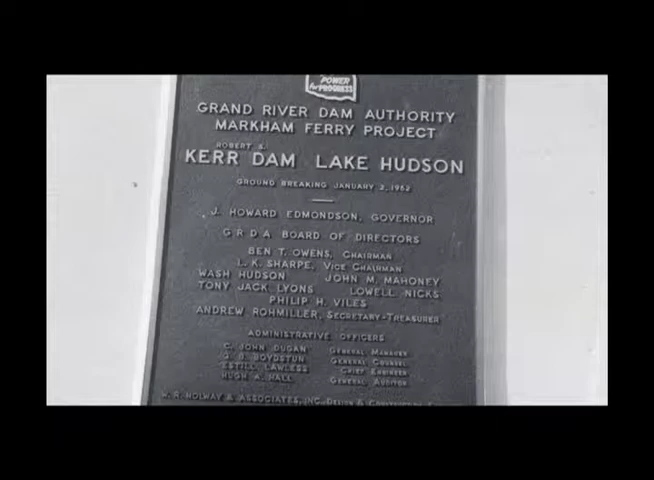 POWER
for PROGRESS
GRAND RIVER DAM AUTHORITY
MARKHAM FERRY PROJECT
ROBERT S.
KERR DAM LAKE HUDSON
GROUND BREAKING JANUARY 2, 1962
J. HOWARD EDMONDSON, GOVERNOR
G R D A BOARD OF DIRECTORS
BEN T. OWENS, CHAIRMAN
L. K. SHARPE, VICE CHAIRMAN
WASH HUDSON JOHN M. MAHONEY
TONY JACK LYONS LOWELL NICKS
PHILIP H. VILES
ANDREW ROHMILLER, SECRETARY-TREASURER
ADMINISTRATIVE OFFICERS
C. JOHN DUGAN GENERAL MANAGER
Q. B. BOYDSTUN GENERAL COUNSEL
ESTILL LAWLESS CHIEF ENGINEER
HUGH A. HALL GENERAL AUDITOR
W. R. HOLWAY & ASSOCIATES, INC. DESIGN &